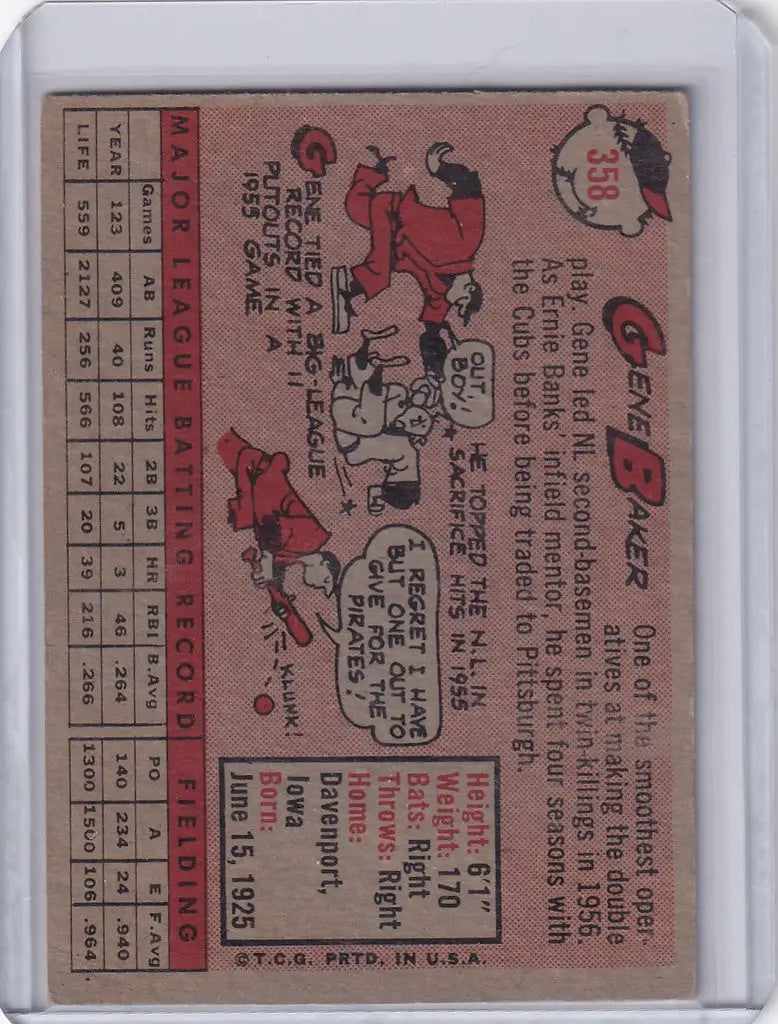 358
GENE BAKER
One of the smoothest oper-
atives at making the double
play. Gene led NL second-basemen in twin-killings in 1956.
As Ernie Banks' infield mentor, he spent four seasons with
the Cubs before being traded to Pittsburgh.
GENE TIED A BIG-LEAGUE
RECORD WITH 11
PUTOUTS IN A
1955 GAME
OUT,
BOY!
HE TOPPED THE N.L. IN
SACRIFICE HITS IN 1955
I REGRET I HAVE
BUT ONE OUT TO
GIVE FOR THE
PIRATES!
KLUNK!
Height: 6'1"
Weight: 170
Bats: Right
Throws: Right
Home:
Davenport,
Iowa
Born:
June 15, 1925
©T.C.G. PRTD. IN U.S.A.
MAJOR LEAGUE BATTING RECORD FIELDING
Games AB Runs Hits 2B 3B HR RBI B.Avg PO A E F.Avg
YEAR 123 409 40 108 22 5 3 46 .264 140 234 24 .940
LIFE 559 2127 256 566 107 20 39 216 .266 1300 1500 106 .964